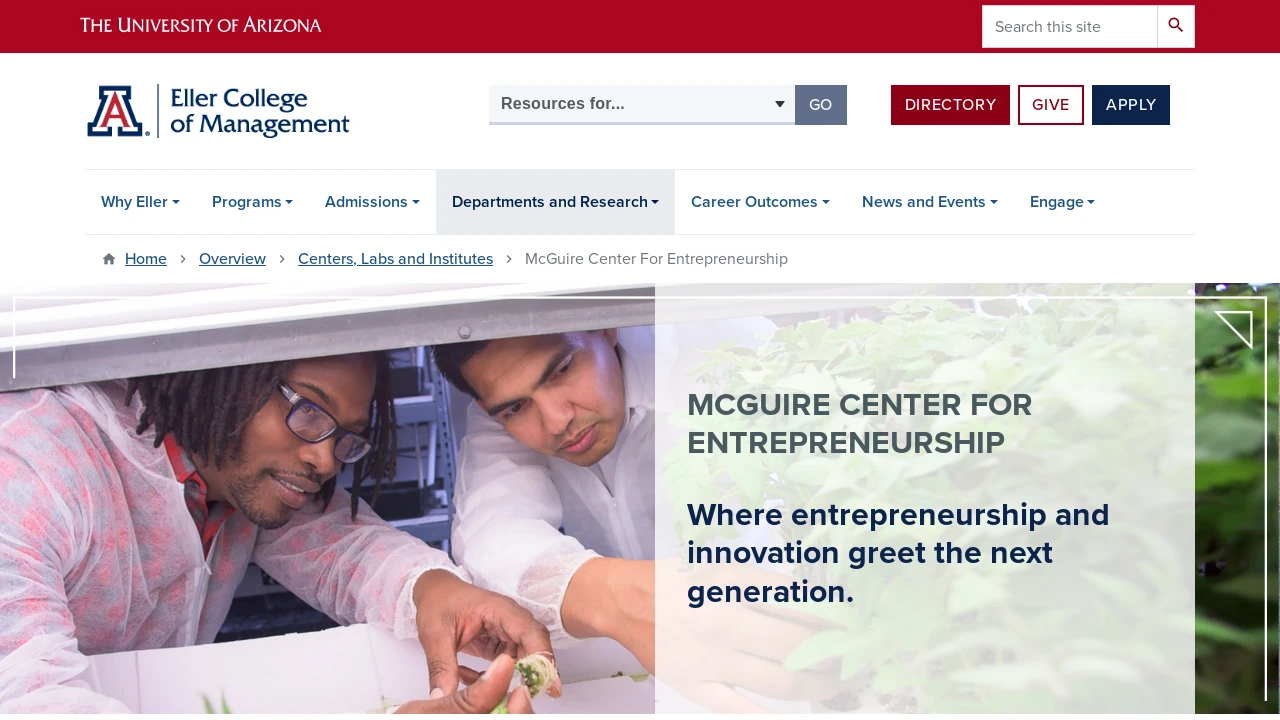 THE UNIVERSITY OF ARIZONA
Search this site
A
Eller College
of Management
Resources for...
GO
DIRECTORY
GIVE
APPLY
Why Eller
Programs
Admissions
Departments and Research
Career Outcomes
News and Events
Engage
Home
Overview
Centers, Labs and Institutes
McGuire Center For Entrepreneurship
MCGUIRE CENTER FOR
ENTREPRENEURSHIP
Where entrepreneurship and
innovation greet the next
generation.